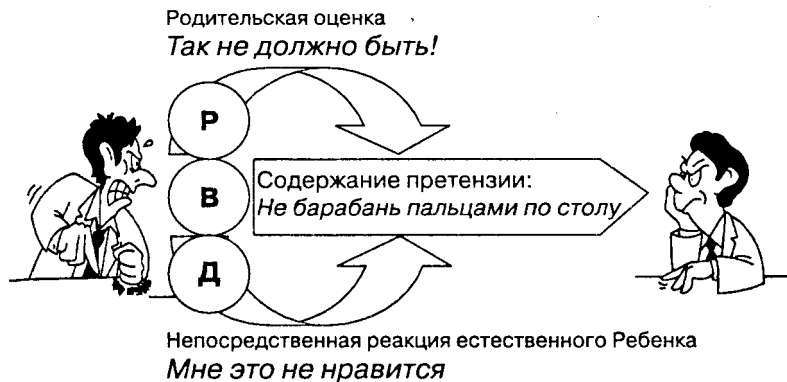 Родительская оценка
Так не должно быть!
Р
В
Содержание претензии:
Не барабань пальцами по столу
Д
Непосредственная реакция естественного Ребенка
Мне это не нравится